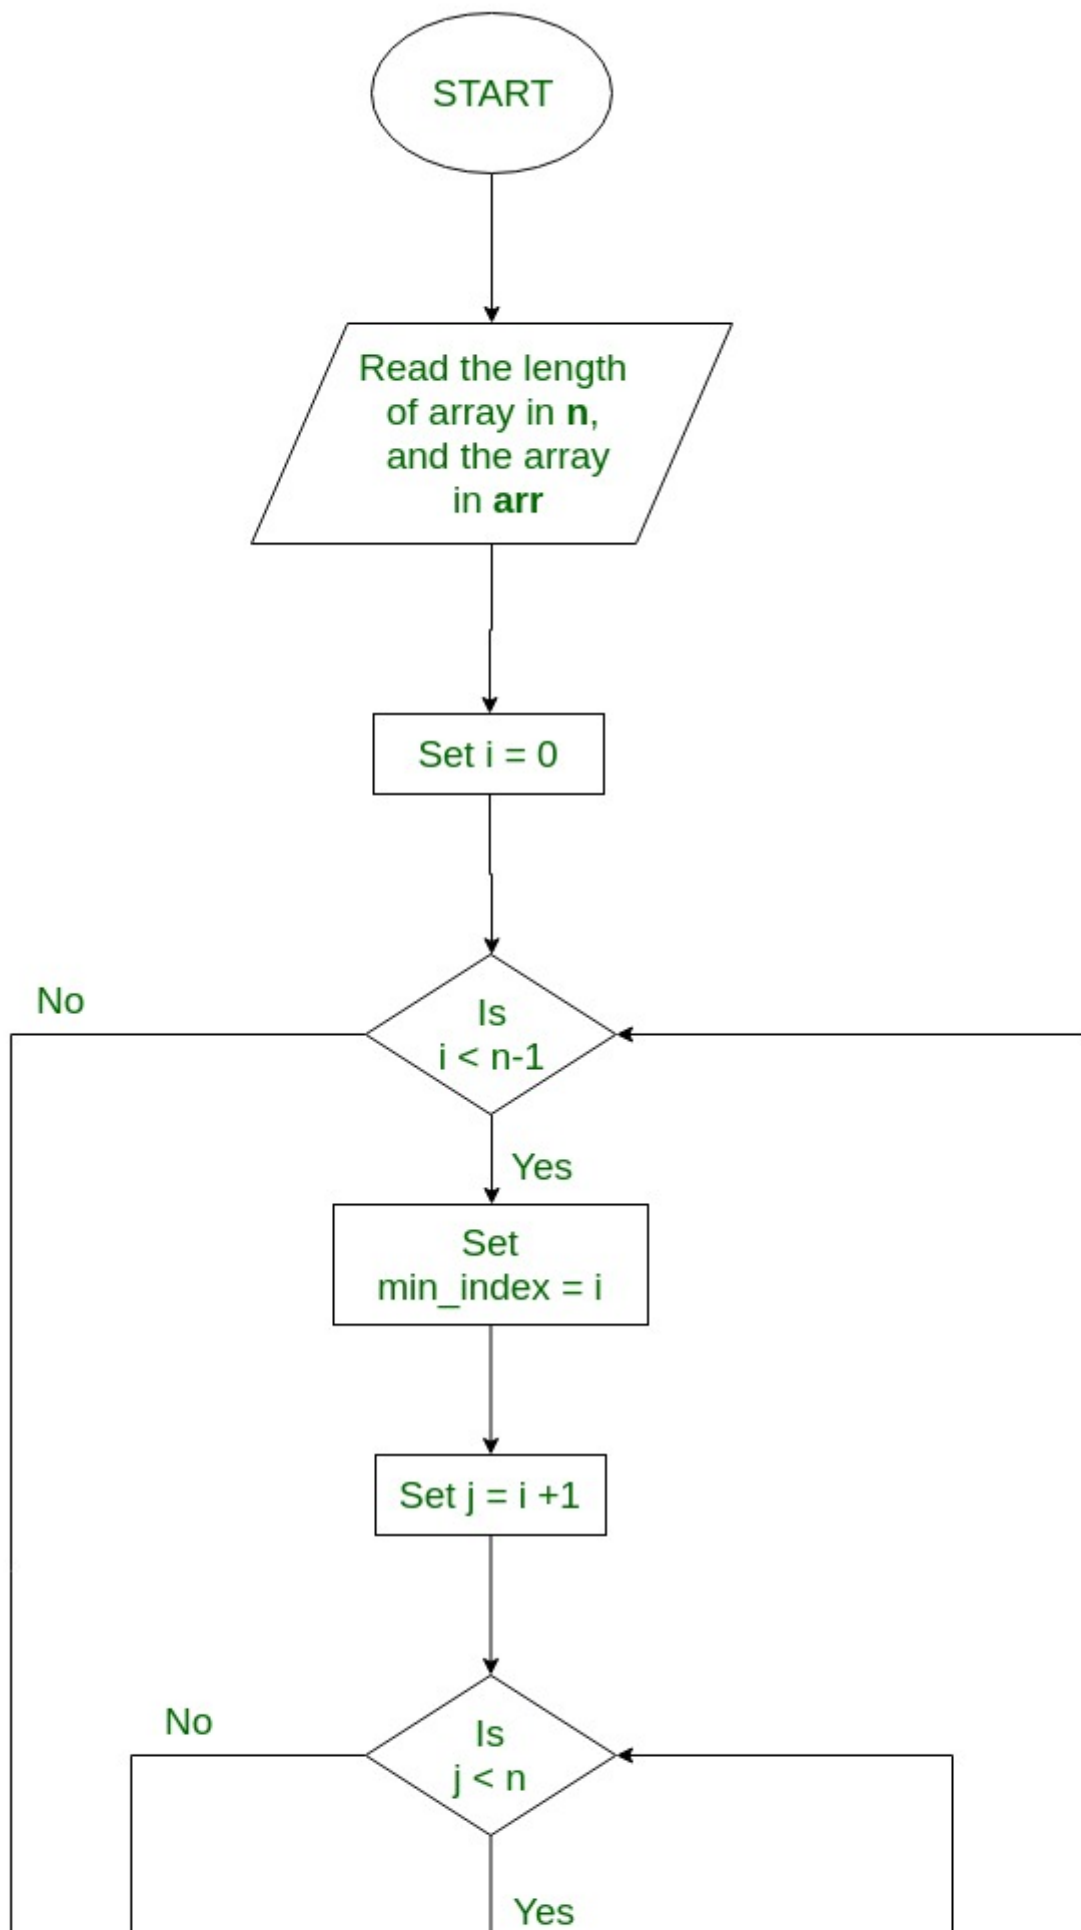 START
Read the length
of array in n,
and the array
in arr
Set i = 0
No
Is
i < n-1
Yes
Set
min_index = i
Set j = i +1
No
Is
j < n
Yes